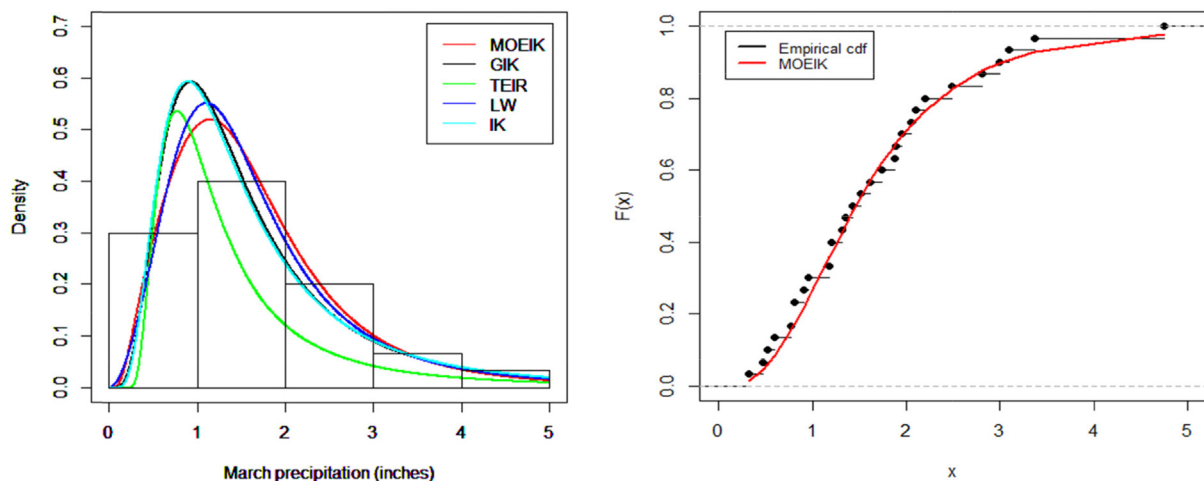 0.7
0.6
0.5
0.4
0.3
0.2
0.1
0.0
Density
MOEIK
GIK
TEIR
LW
IK
0 1 2 3 4 5
March precipitation (inches)
1.0
0.8
0.6
0.4
0.2
0.0
F(x)
Empirical cdf
MOEIK
0 1 2 3 4 5
x